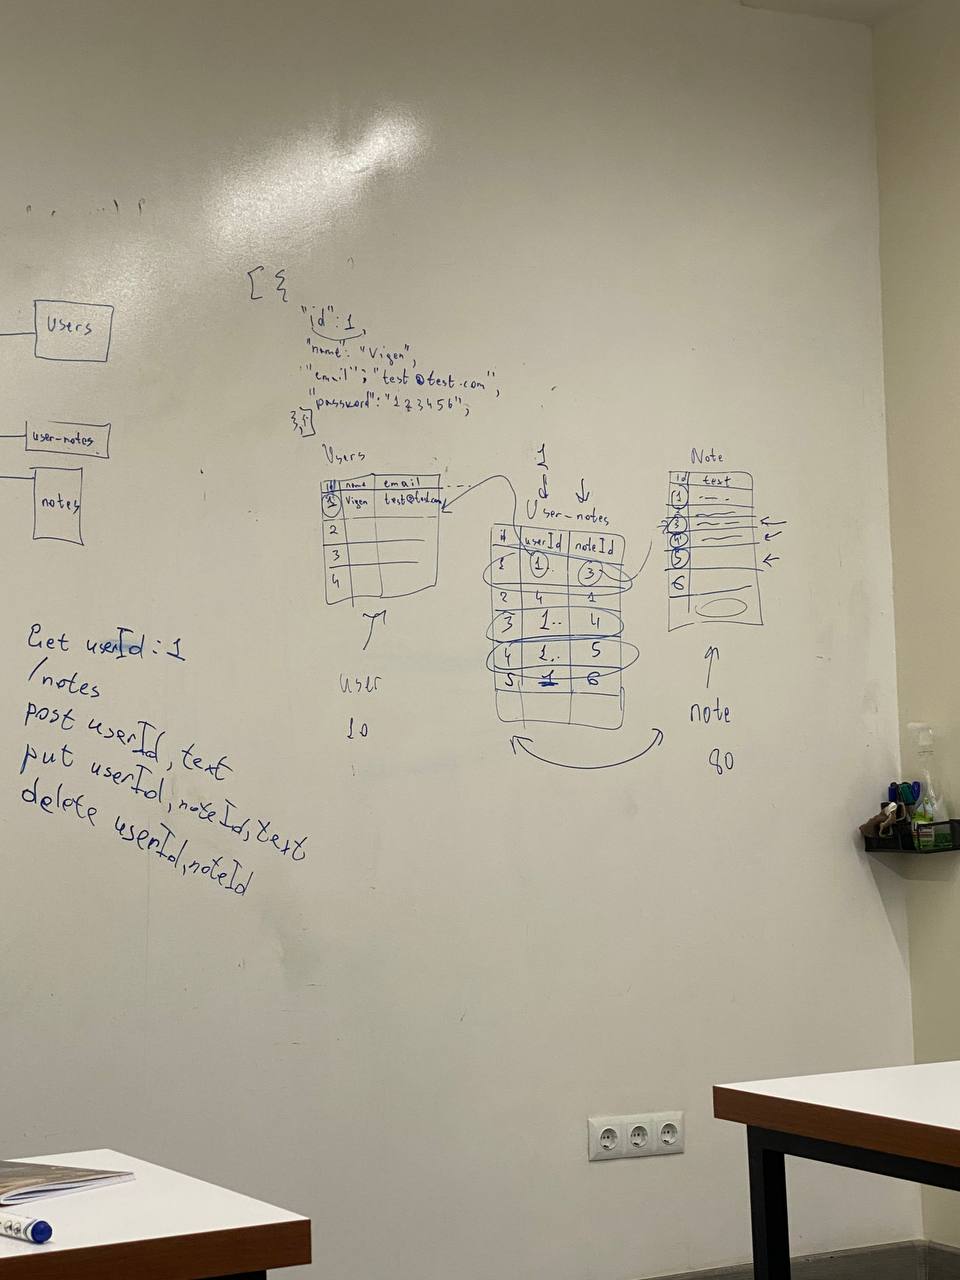 [ {
"id": 1,
"name": "Vigen",
"email"; "test@test.com";
"password": "123456",
},]
Users
user-notes
notes
Users
id name email
1 Vigen test@test.com
2
3
4
user
10
1
User-notes
id userId noteId
1 1.. 3
2 4 1
3 1.. 4
4 1.. 5
5 1 6
Note
id text
1
2
3
4
5
6
note
80
Get userId:1
/notes
post userId, text
put userId, noteId, text
delete userId, noteId